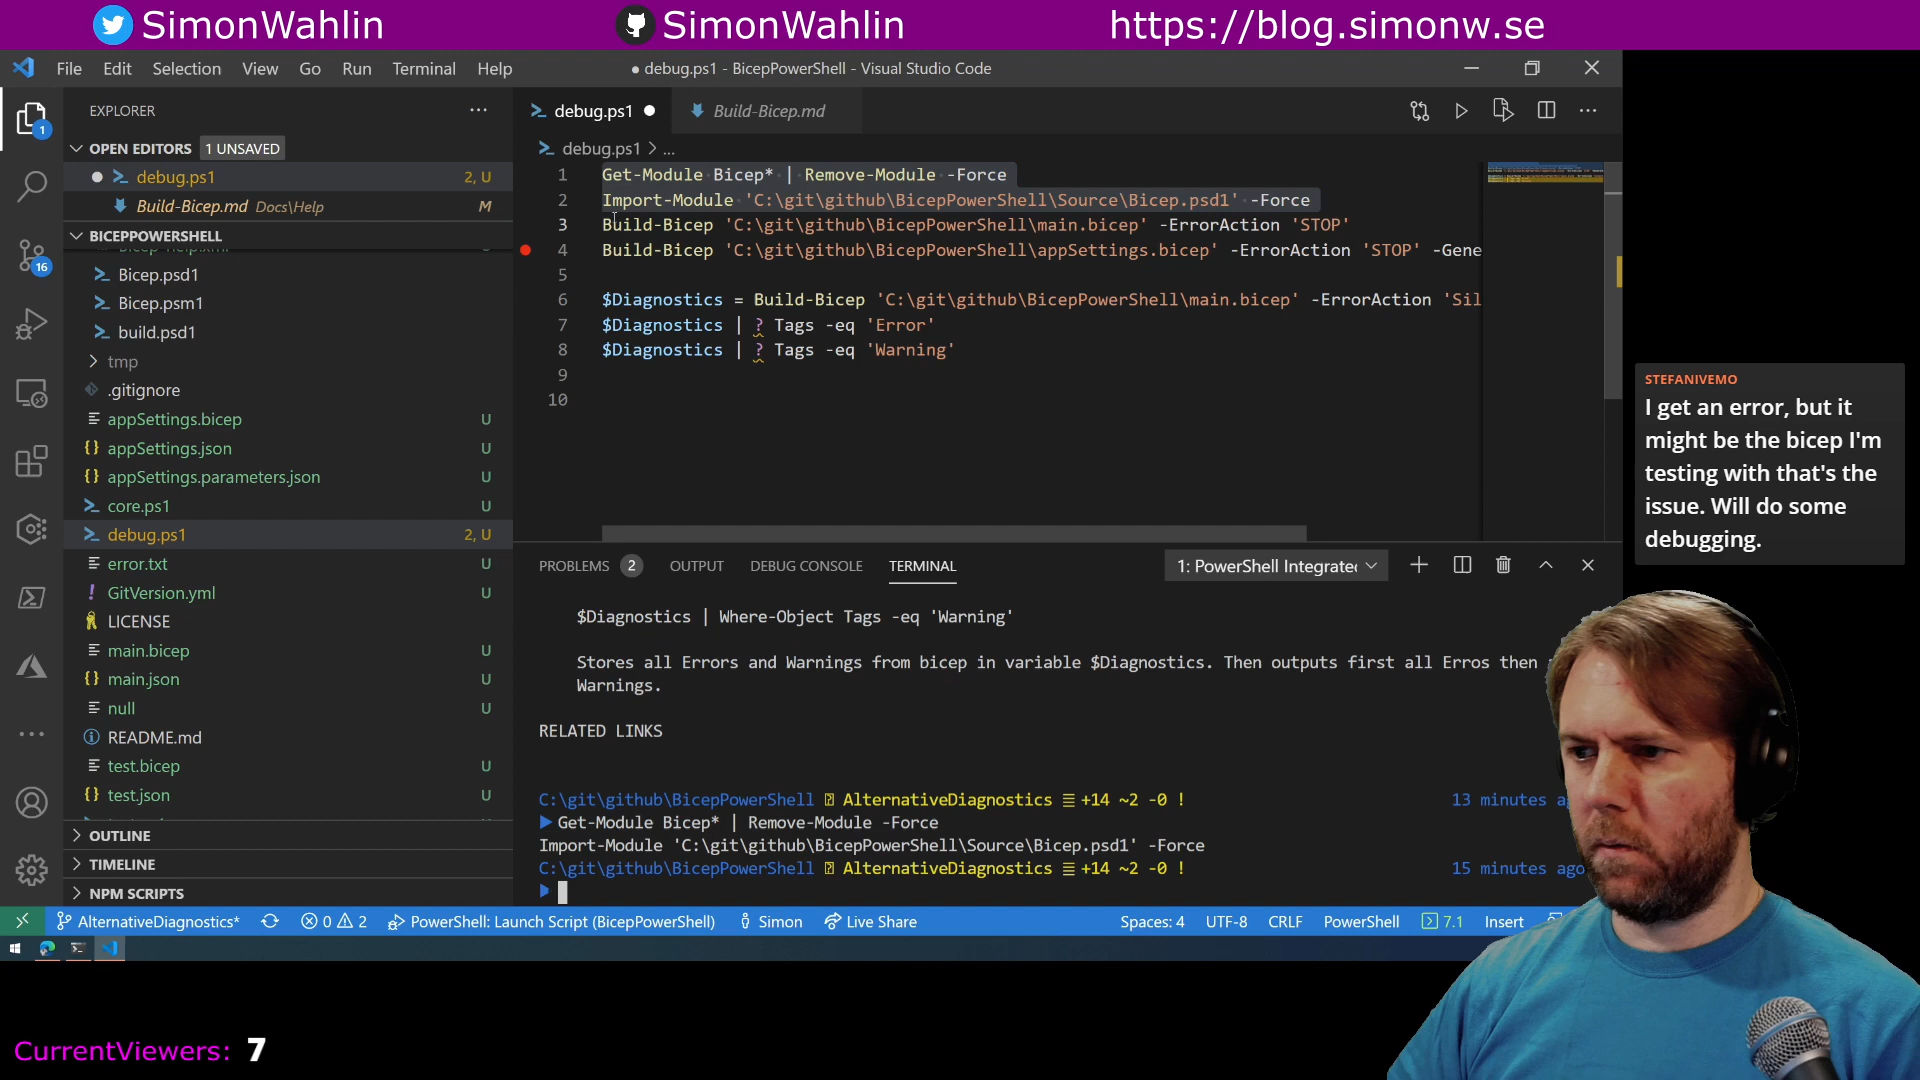 SimonWahlin
SimonWahlin
https://blog.simonw.se
File Edit Selection View Go Run Terminal Help
● debug.ps1 - BicepPowerShell - Visual Studio Code
EXPLORER
OPEN EDITORS 1 UNSAVED
debug.ps1 2, U
Build-Bicep.md Docs\Help M
BICEPPOWERSHELL
Bicep.psd1
Bicep.psm1
build.psd1
tmp
.gitignore
appSettings.bicep U
appSettings.json U
appSettings.parameters.json U
core.ps1 U
debug.ps1 2, U
error.txt U
GitVersion.yml U
LICENSE
main.bicep U
main.json U
null U
README.md
test.bicep U
test.json U
OUTLINE
TIMELINE
NPM SCRIPTS
1
16
debug.ps1 ●
Build-Bicep.md
debug.ps1 > ...
1 Get-Module Bicep* | Remove-Module -Force
2 Import-Module 'C:\git\github\BicepPowerShell\Source\Bicep.psd1' -Force
3 Build-Bicep 'C:\git\github\BicepPowerShell\main.bicep' -ErrorAction 'STOP'
4 Build-Bicep 'C:\git\github\BicepPowerShell\appSettings.bicep' -ErrorAction 'STOP' -Gene
5
6 $Diagnostics = Build-Bicep 'C:\git\github\BicepPowerShell\main.bicep' -ErrorAction 'Sil
7 $Diagnostics | ? Tags -eq 'Error'
8 $Diagnostics | ? Tags -eq 'Warning'
9
10
PROBLEMS 2 OUTPUT DEBUG CONSOLE TERMINAL
1: PowerShell Integrated
$Diagnostics | Where-Object Tags -eq 'Warning'
Stores all Errors and Warnings from bicep in variable $Diagnostics. Then outputs first all Erros then
Warnings.
RELATED LINKS
C:\git\github\BicepPowerShell AlternativeDiagnostics ≡ +14 ~2 -0 ! 13 minutes ag
Get-Module Bicep* | Remove-Module -Force
Import-Module 'C:\git\github\BicepPowerShell\Source\Bicep.psd1' -Force
C:\git\github\BicepPowerShell AlternativeDiagnostics ≡ +14 ~2 -0 ! 15 minutes ago
AlternativeDiagnostics* 0 2 PowerShell: Launch Script (BicepPowerShell) Simon Live Share
Spaces: 4 UTF-8 CRLF PowerShell 7.1 Insert
STEFANIVEMO
I get an error, but it
might be the bicep I'm
testing with that's the
issue. Will do some
debugging.
CurrentViewers: 7